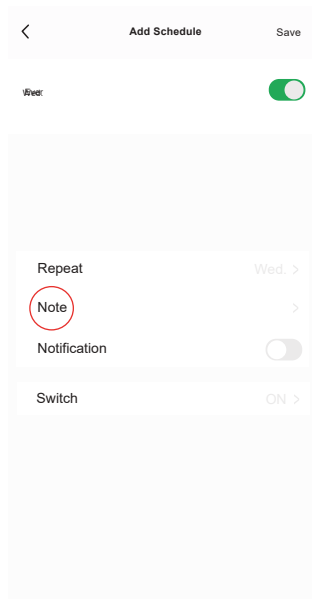 Add Schedule Save
Repeat Wed. >
Note >
Notification
Switch ON >